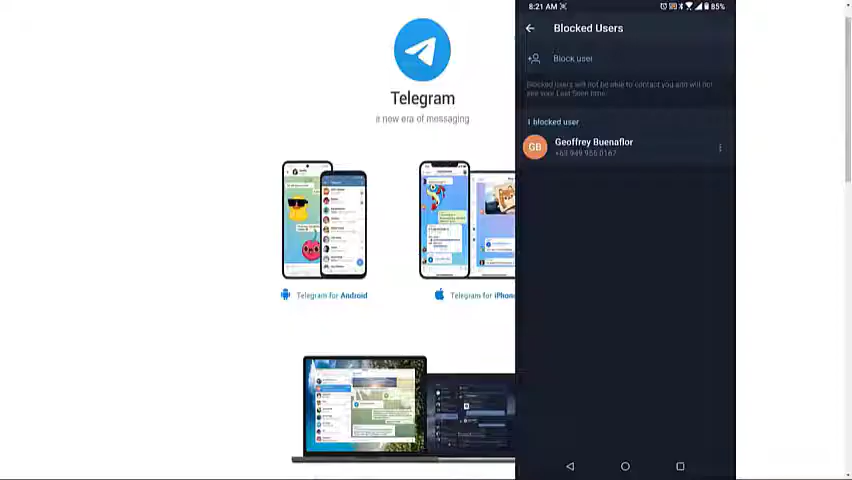 Telegram
a new era of messaging
Telegram for Android
Telegram for iPhon
8:21 AM
85%
Blocked Users
Block user
Blocked users will not be able to contact you and will not
see your Last Seen time.
1 blocked user
GB
Geoffrey Buenaflor